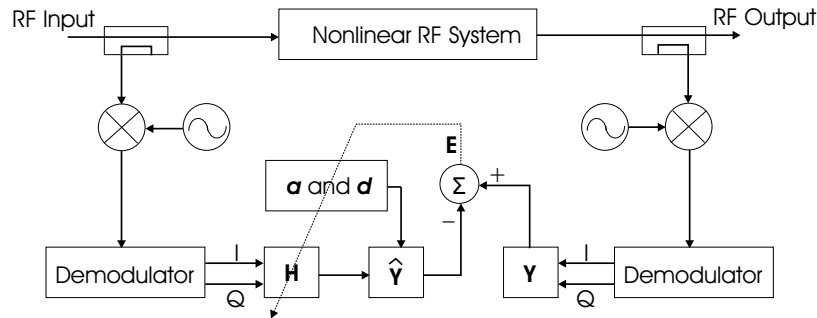 RF Input
Nonlinear RF System
RF Output
E
a and d
Σ
+
−
Demodulator
I
Q
H
Ŷ
Y
I
Q
Demodulator